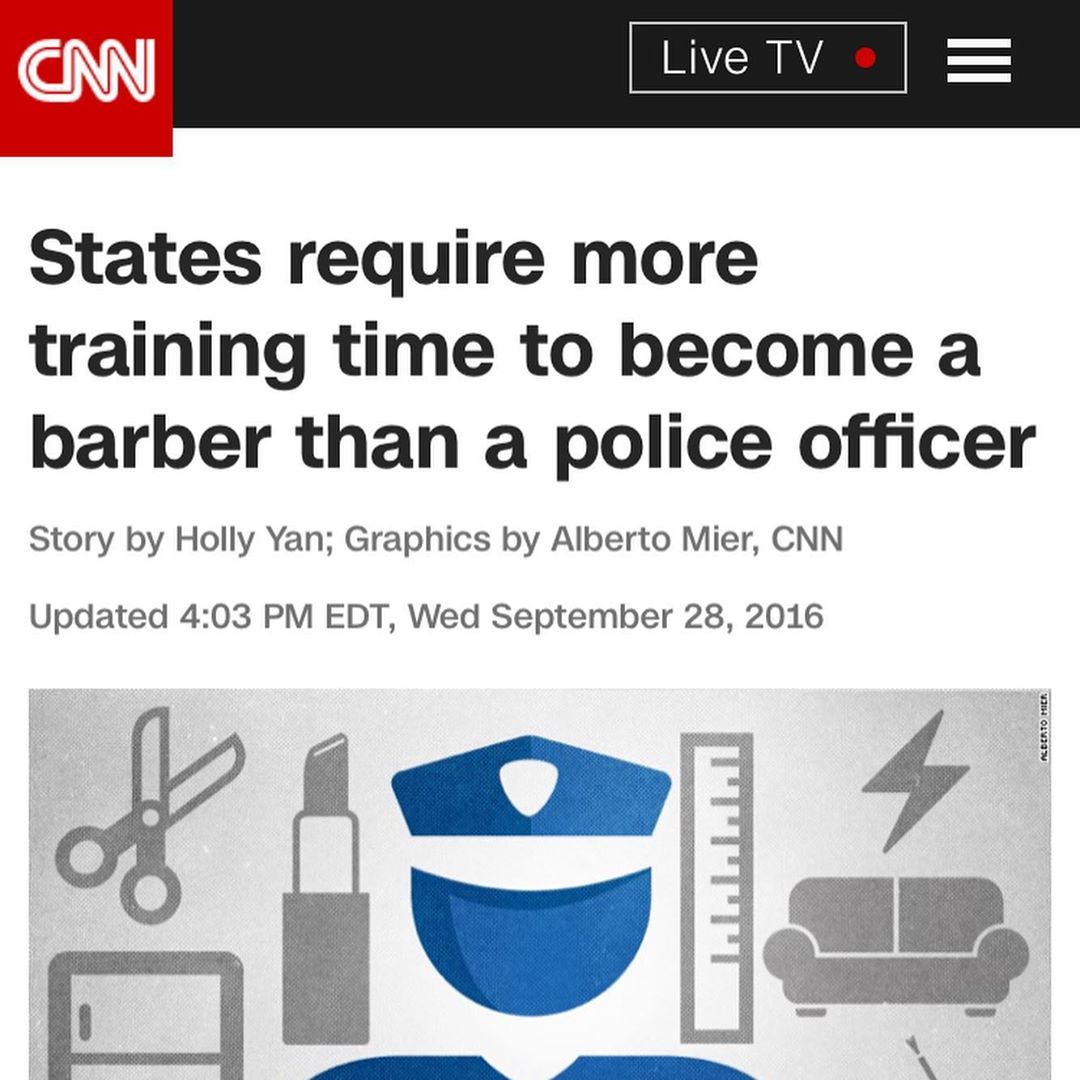 CNN
Live TV
States require more
training time to become a
barber than a police officer
Story by Holly Yan; Graphics by Alberto Mier, CNN
Updated 4:03 PM EDT, Wed September 28, 2016
ALBERTO MIER